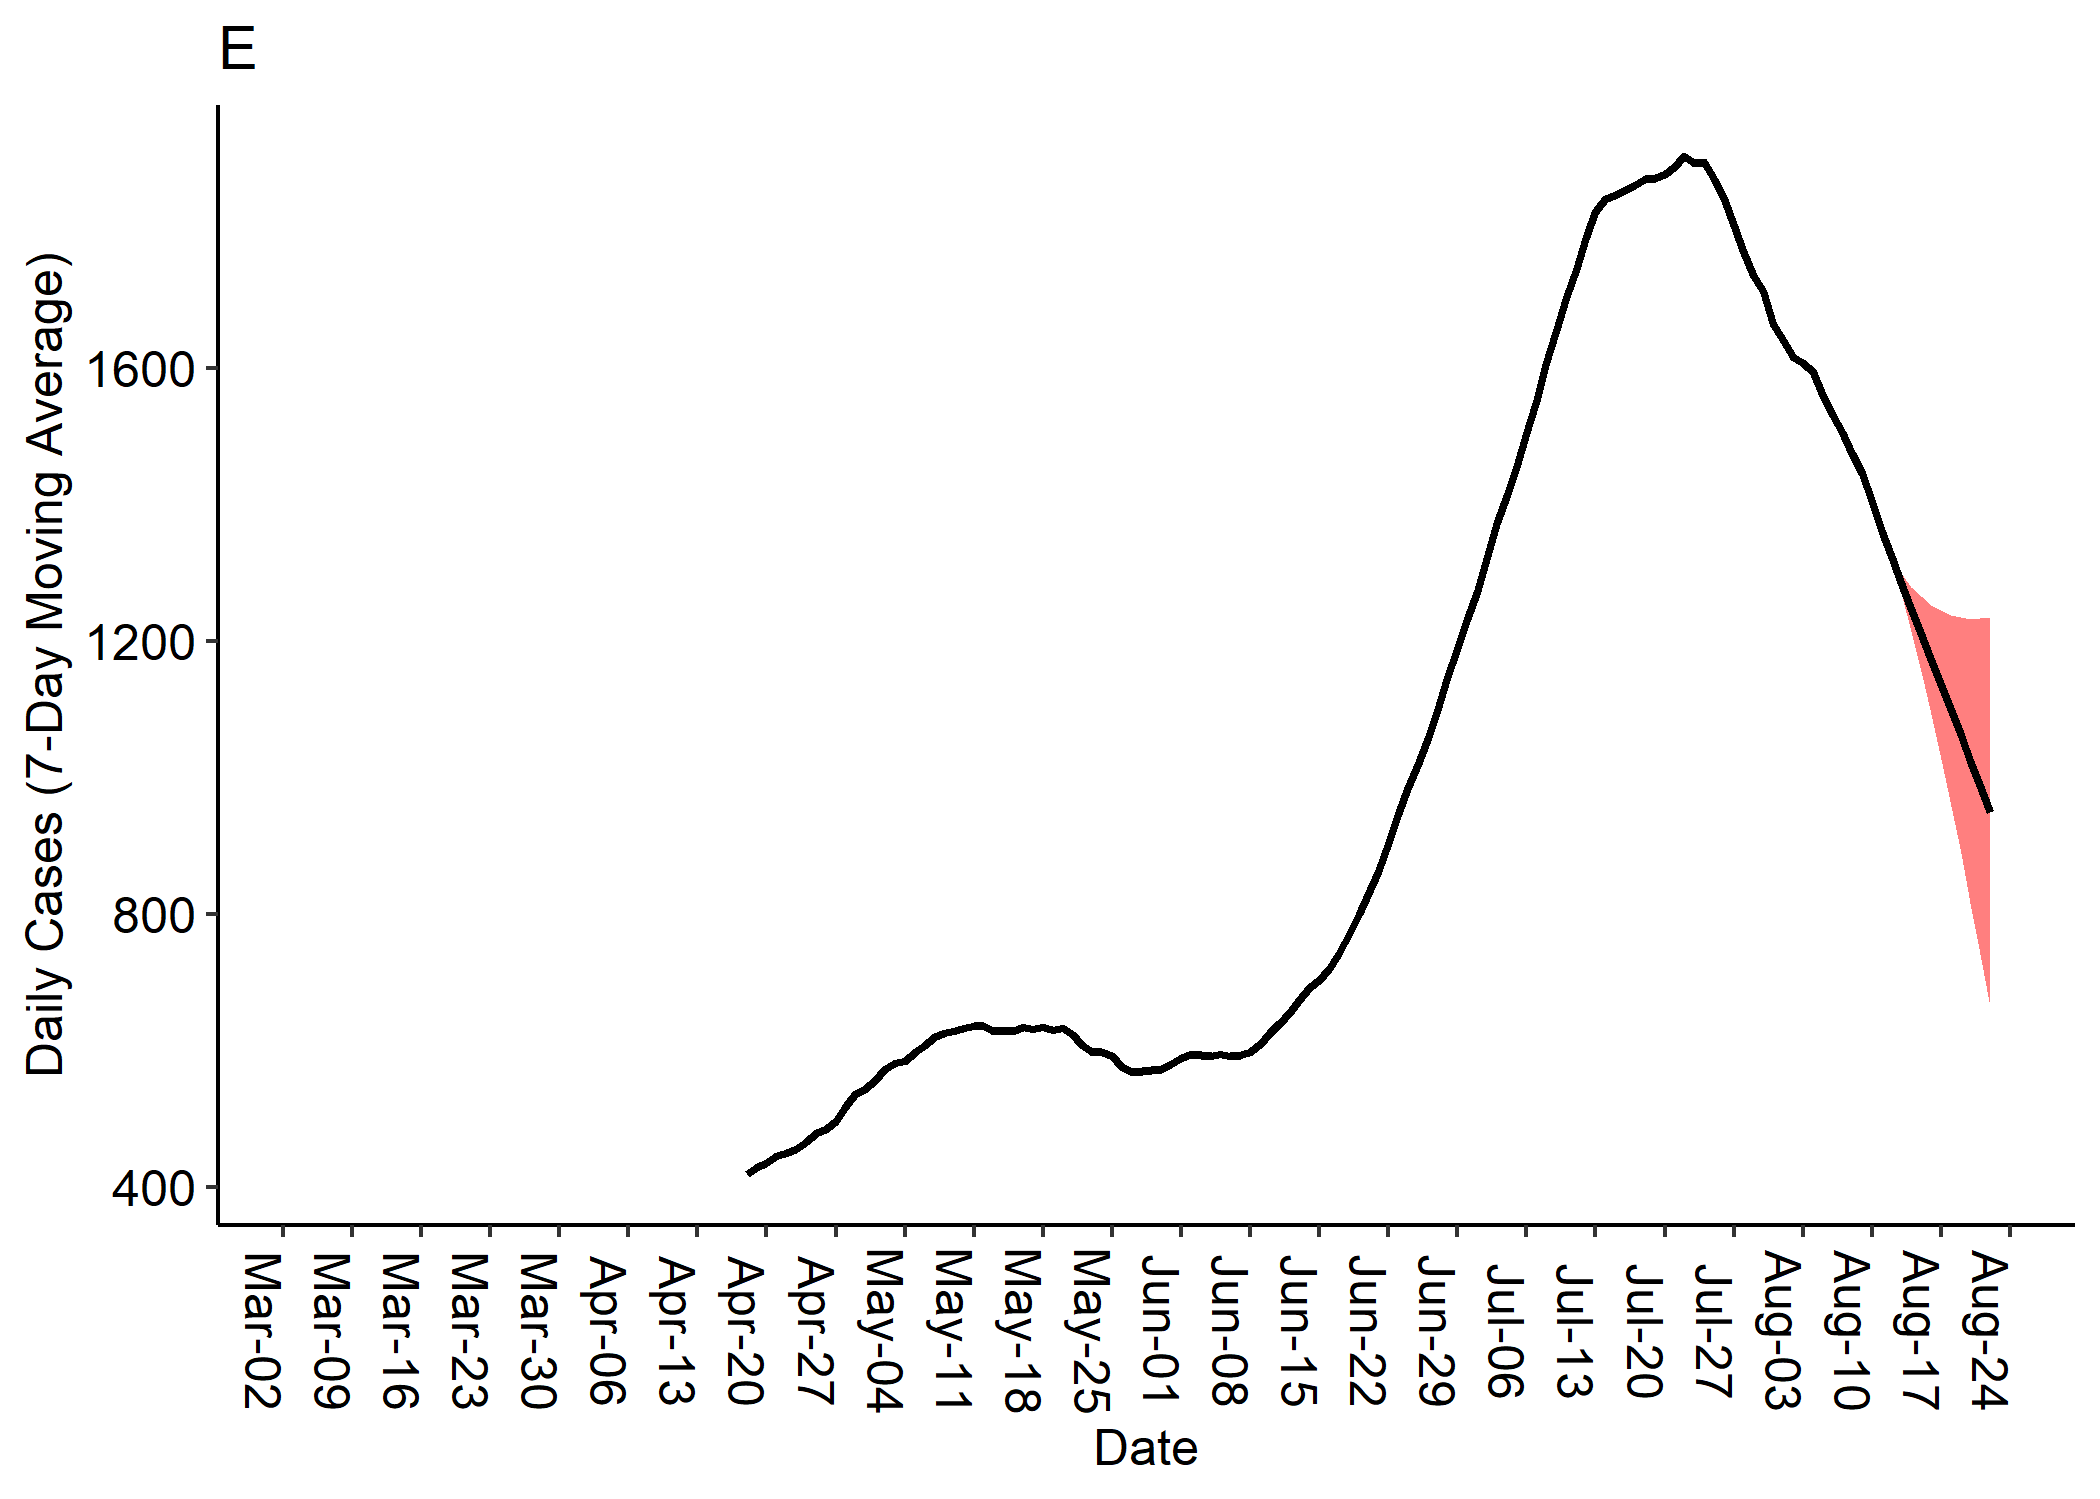 E
Daily Cases (7-Day Moving Average)
1600
1200
800
400
Mar-02
Mar-09
Mar-16
Mar-23
Mar-30
Apr-06
Apr-13
Apr-20
Apr-27
May-04
May-11
May-18
May-25
Jun-01
Jun-08
Jun-15
Jun-22
Jun-29
Jul-06
Jul-13
Jul-20
Jul-27
Aug-03
Aug-10
Aug-17
Aug-24
Date